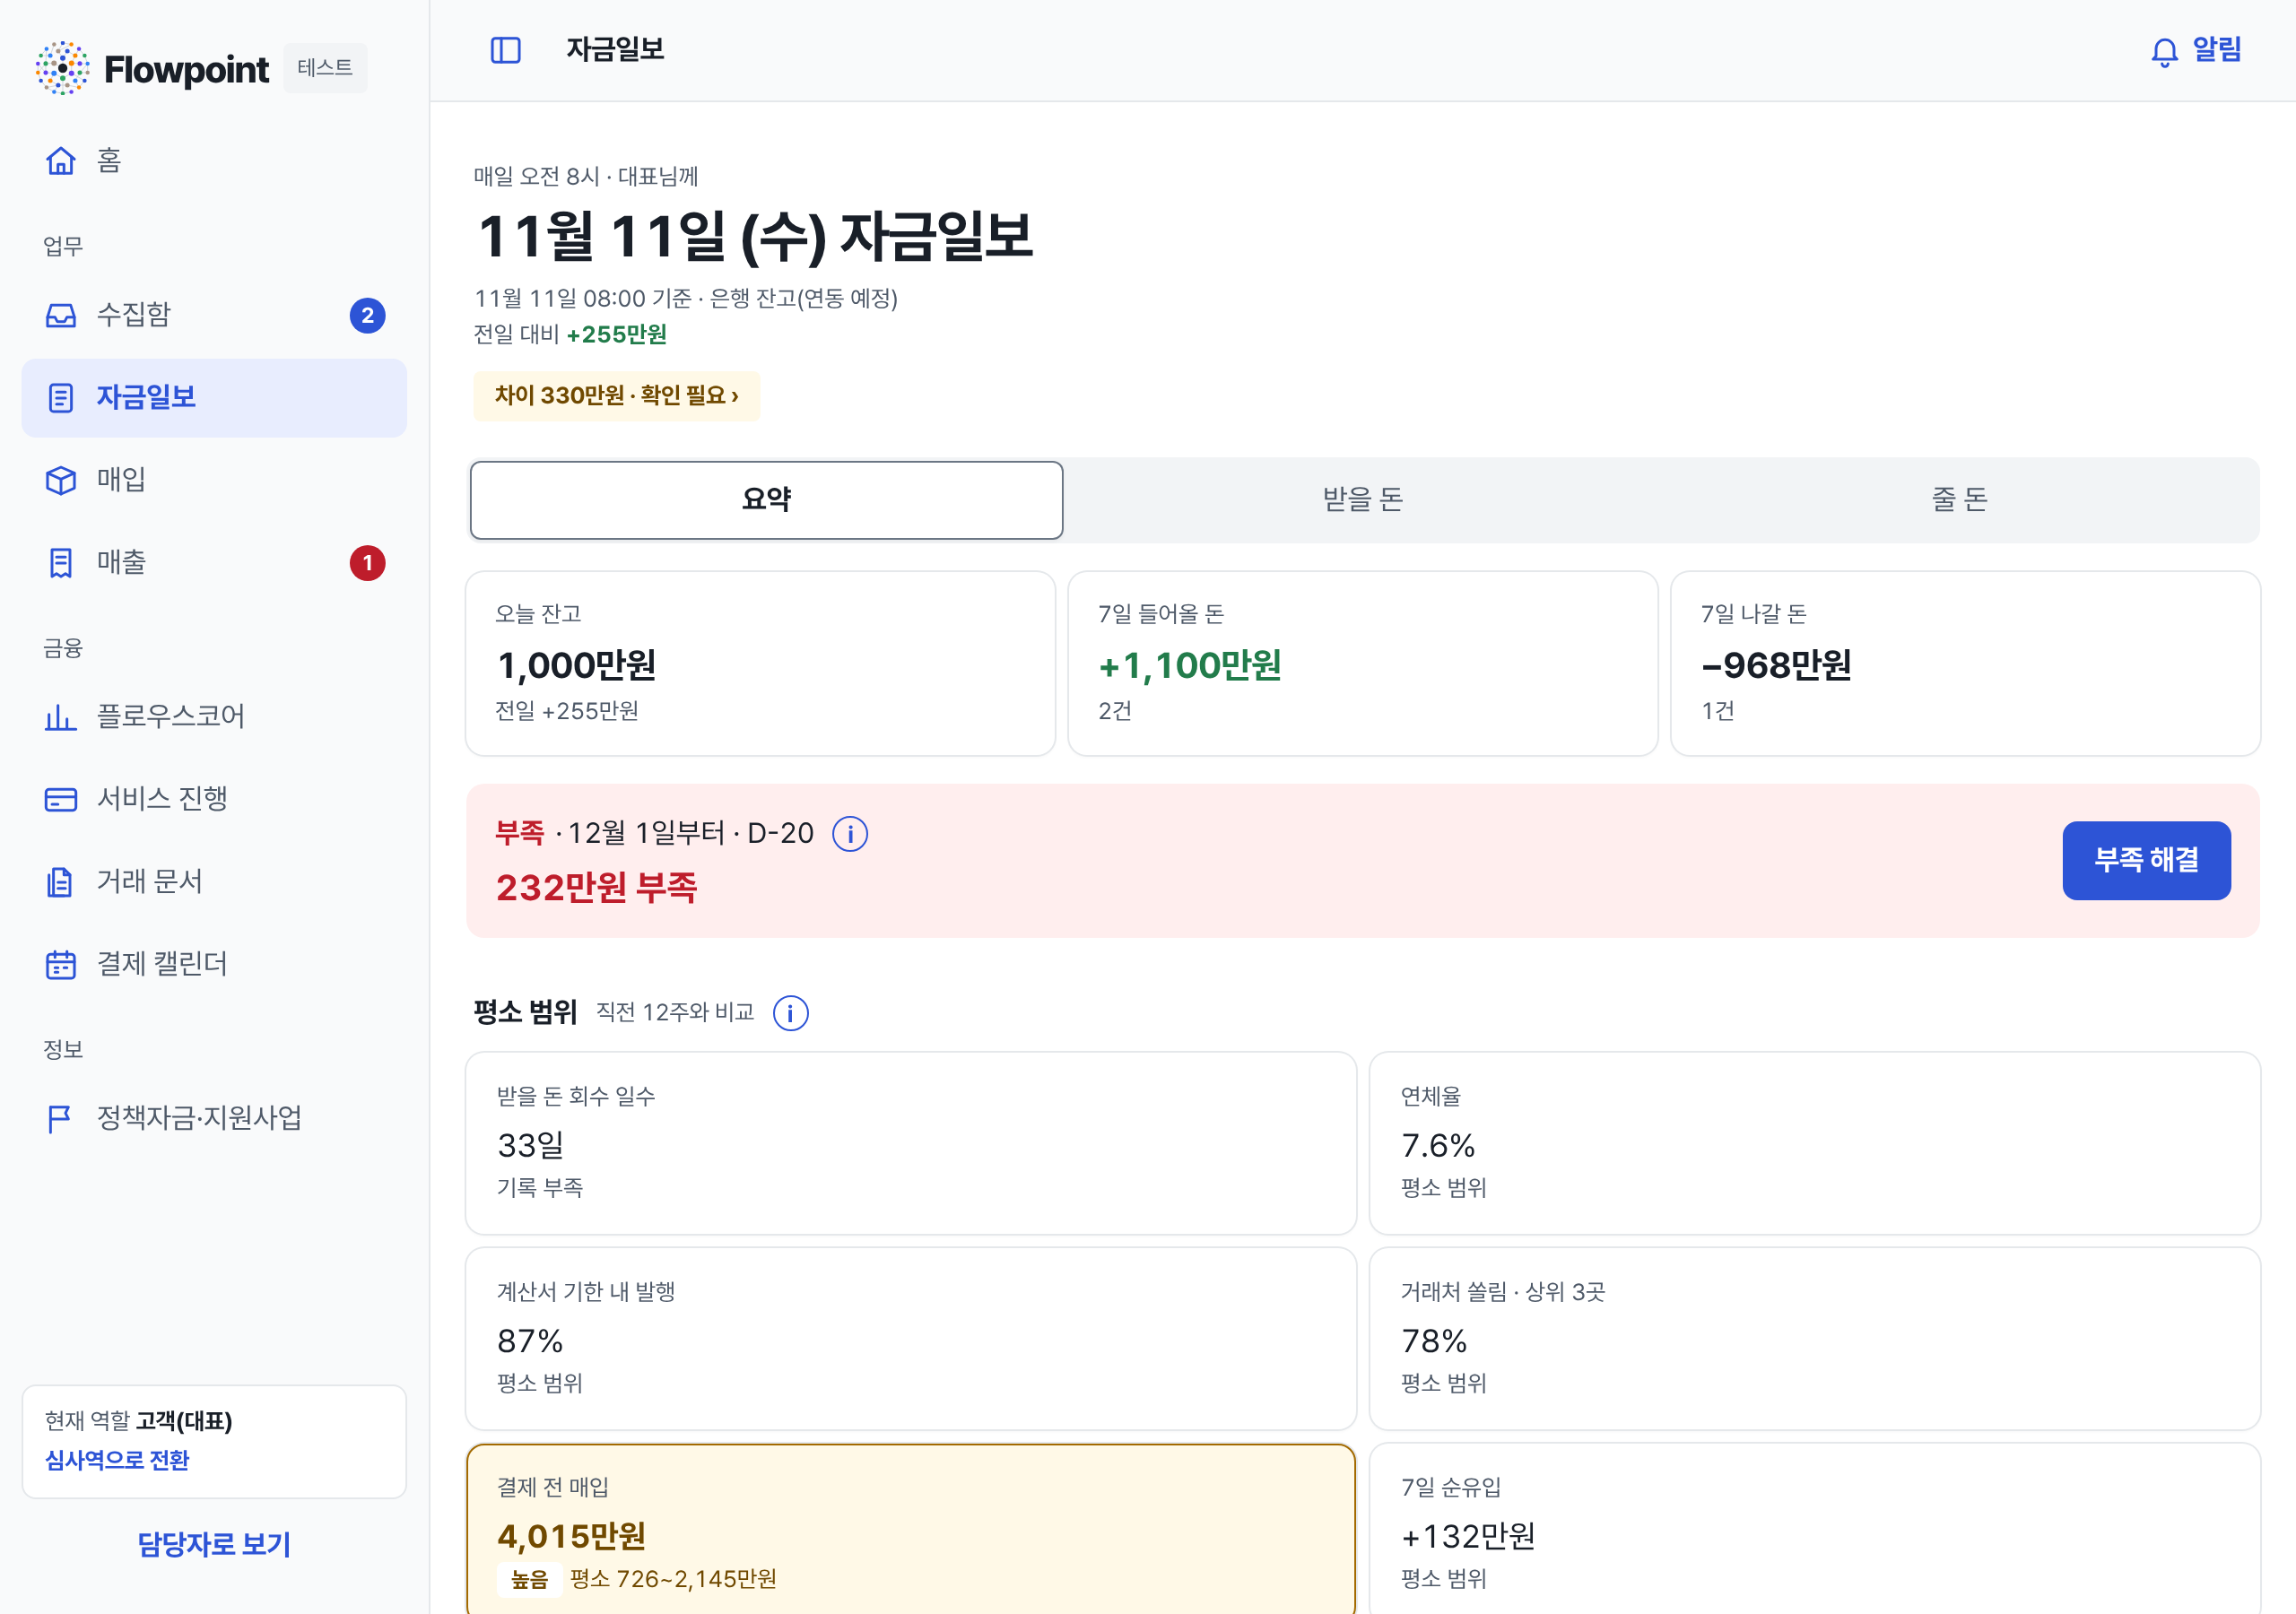 Flowpoint 테스트
홈
업무
수집함 2
자금일보
매입
매출 1
금융
플로우스코어
서비스 진행
거래 문서
결제 캘린더
정보
정책자금·지원사업
현재 역할 고객(대표)
심사역으로 전환
담당자로 보기
자금일보
알림
매일 오전 8시 · 대표님께
11월 11일 (수) 자금일보
11월 11일 08:00 기준 · 은행 잔고(연동 예정)
전일 대비 +255만원
차이 330만원 · 확인 필요 ›
요약 받을 돈 줄 돈
오늘 잔고
1,000만원
전일 +255만원
7일 들어올 돈
+1,100만원
2건
7일 나갈 돈
−968만원
1건
부족 · 12월 1일부터 · D-20 i
232만원 부족
부족 해결
평소 범위 직전 12주와 비교 i
받을 돈 회수 일수
33일
기록 부족
연체율
7.6%
평소 범위
계산서 기한 내 발행
87%
평소 범위
거래처 쏠림 · 상위 3곳
78%
평소 범위
결제 전 매입
4,015만원
높음 평소 726~2,145만원
7일 순유입
+132만원
평소 범위